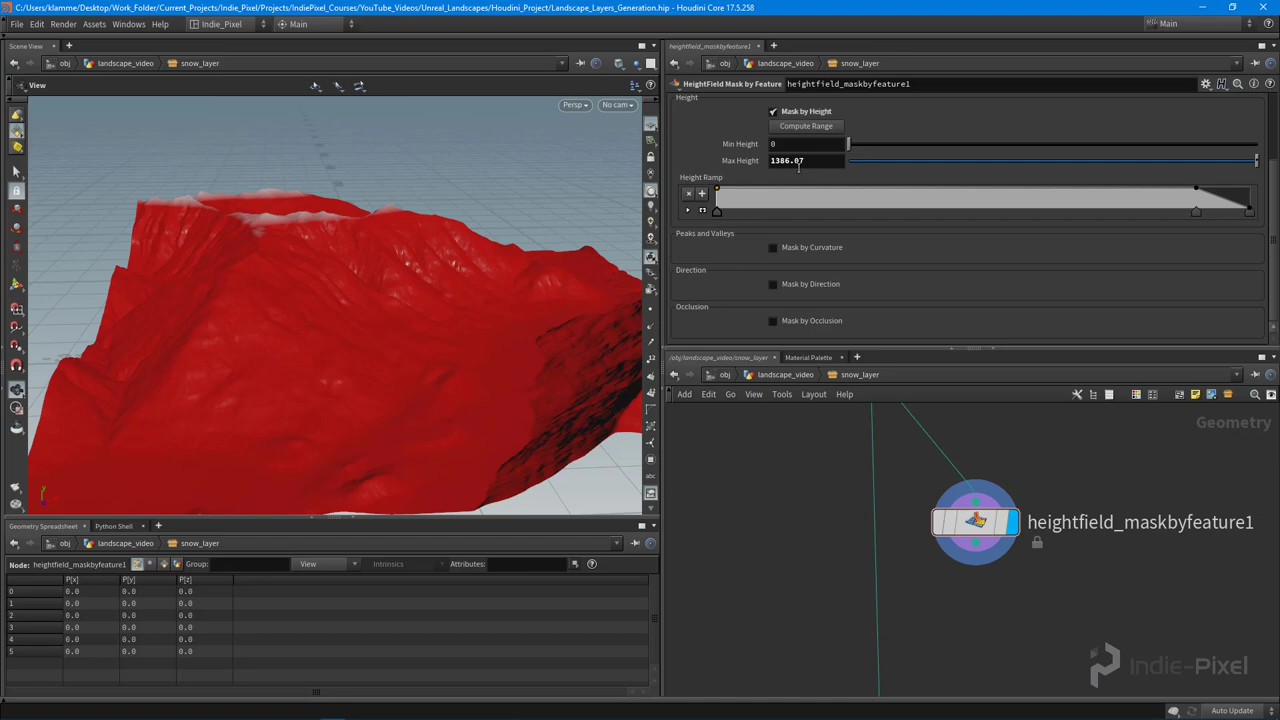 C:/Users/klamme/Desktop/Work_Folder/Current_Projects/Indie_Pixel/Projects/IndiePixel_Courses/YouTube_Videos/Unreal_Landscapes/Houdini_Project/Landscape_Layers_Generation.hip - Houdini Core 17.5.258
File Edit Render Assets Windows Help Indie_Pixel Main Main
Scene View
obj landscape_video snow_layer
View
Persp No cam
abc
Geometry Spreadsheet Python Shell
obj landscape_video snow_layer
Node: heightfield_maskbyfeature1 Group: View Intrinsics Attributes:
P[x] P[y] P[z]
0 0.0 0.0 0.0
1 0.0 0.0 0.0
2 0.0 0.0 0.0
3 0.0 0.0 0.0
4 0.0 0.0 0.0
5 0.0 0.0 0.0
heightfield_maskbyfeature1
obj landscape_video snow_layer
HeightField Mask by Feature heightfield_maskbyfeature1
Height
Mask by Height
Compute Range
Min Height 0
Max Height 1386.07
Height Ramp
Peaks and Valleys
Mask by Curvature
Direction
Mask by Direction
Occlusion
Mask by Occlusion
/obj/landscape_video/snow_layer Material Palette
obj landscape_video snow_layer
Add Edit Go View Tools Layout Help
Geometry
heightfield_maskbyfeature1
Indie-Pixel
Auto Update